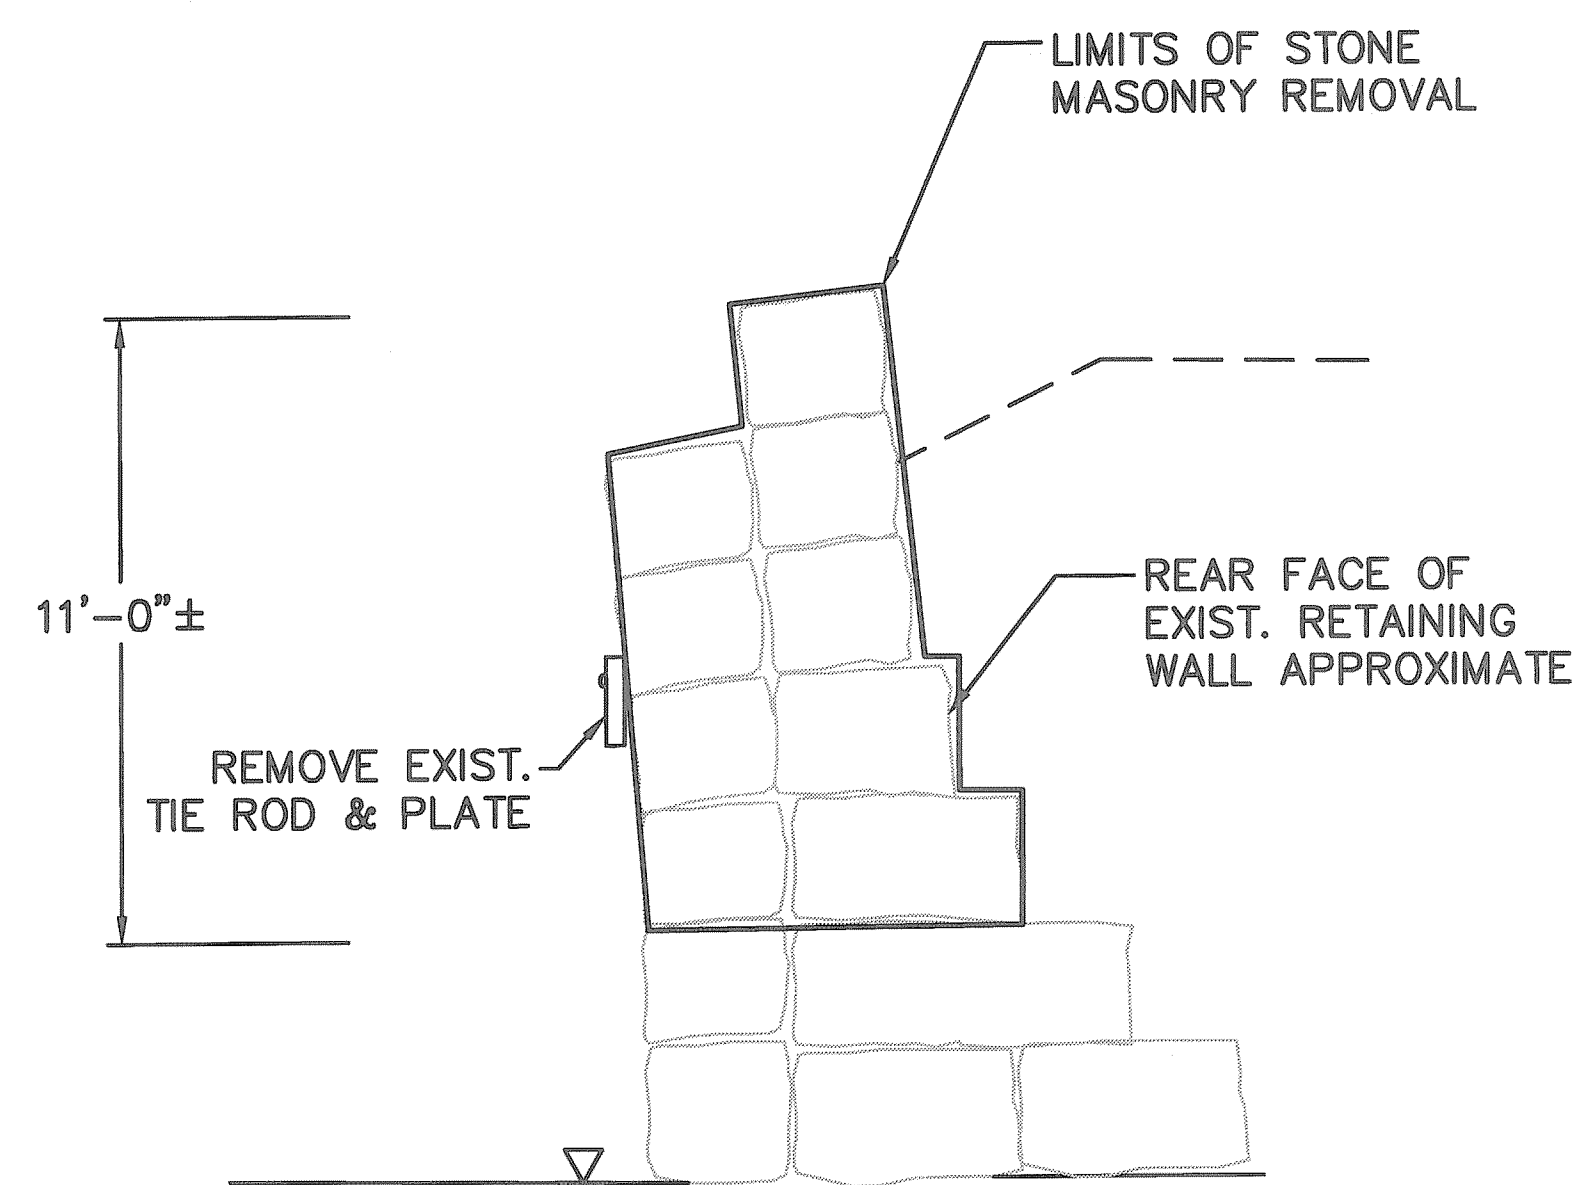 LIMITS OF STONE
MASONRY REMOVAL
11'-0"±
REAR FACE OF
EXIST. RETAINING
WALL APPROXIMATE
REMOVE EXIST.
TIE ROD & PLATE